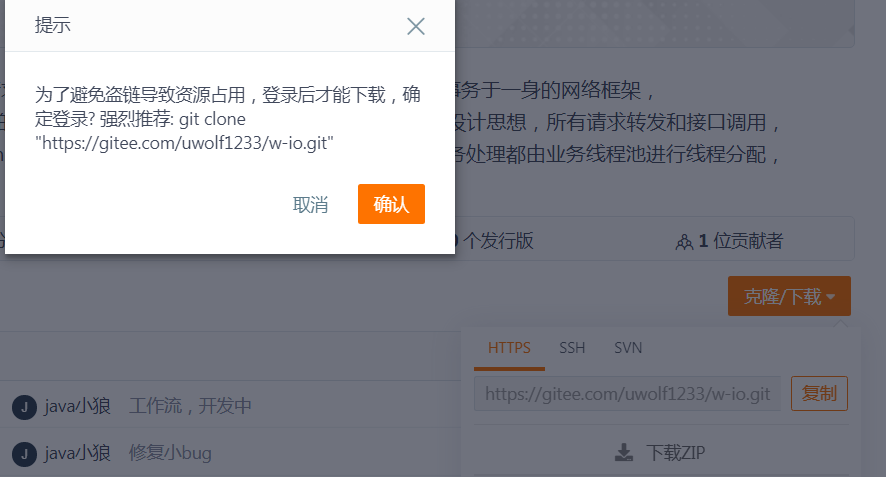 提示
为了避免盗链导致资源占用，登录后才能下载，确
定登录? 强烈推荐: git clone
"https://gitee.com/uwolf1233/w-io.git"
取消
确认
事务于一身的网络框架，
设计思想，所有请求转发和接口调用，
务处理都由业务线程池进行线程分配，
个发行版
1 位贡献者
克隆/下载
HTTPS
SSH
SVN
https://gitee.com/uwolf1233/w-io.git
复制
下载ZIP
J java小狼 工作流，开发中
J java小狼 修复小bug